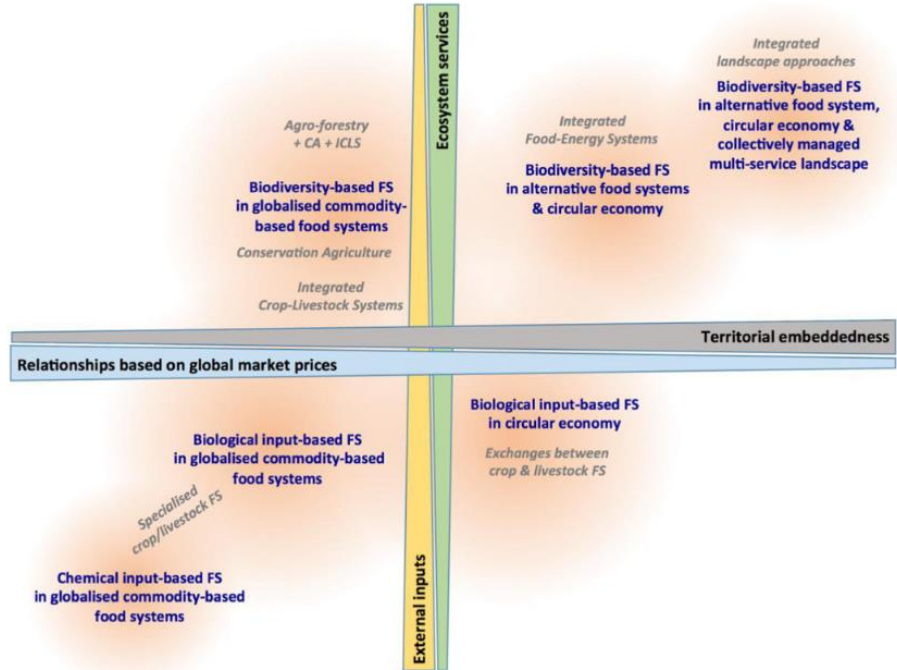 Integrated
landscape approaches
Biodiversity-based FS
in alternative food system,
circular economy &
collectively managed
multi-service landscape
Ecosystem services
Agro-forestry
+ CA + ICLS
Integrated
Food-Energy Systems
Biodiversity-based FS
in globalised commodity-
based food systems
Biodiversity-based FS
in alternative food systems
& circular economy
Conservation Agriculture
Integrated
Crop-Livestock Systems
Territorial embeddedness
Relationships based on global market prices
Biological input-based FS
in circular economy
Biological input-based FS
in globalised commodity-based
food systems
Exchanges between
crop & livestock FS
Specialised
crop/livestock FS
Chemical input-based FS
in globalised commodity-based
food systems
External inputs